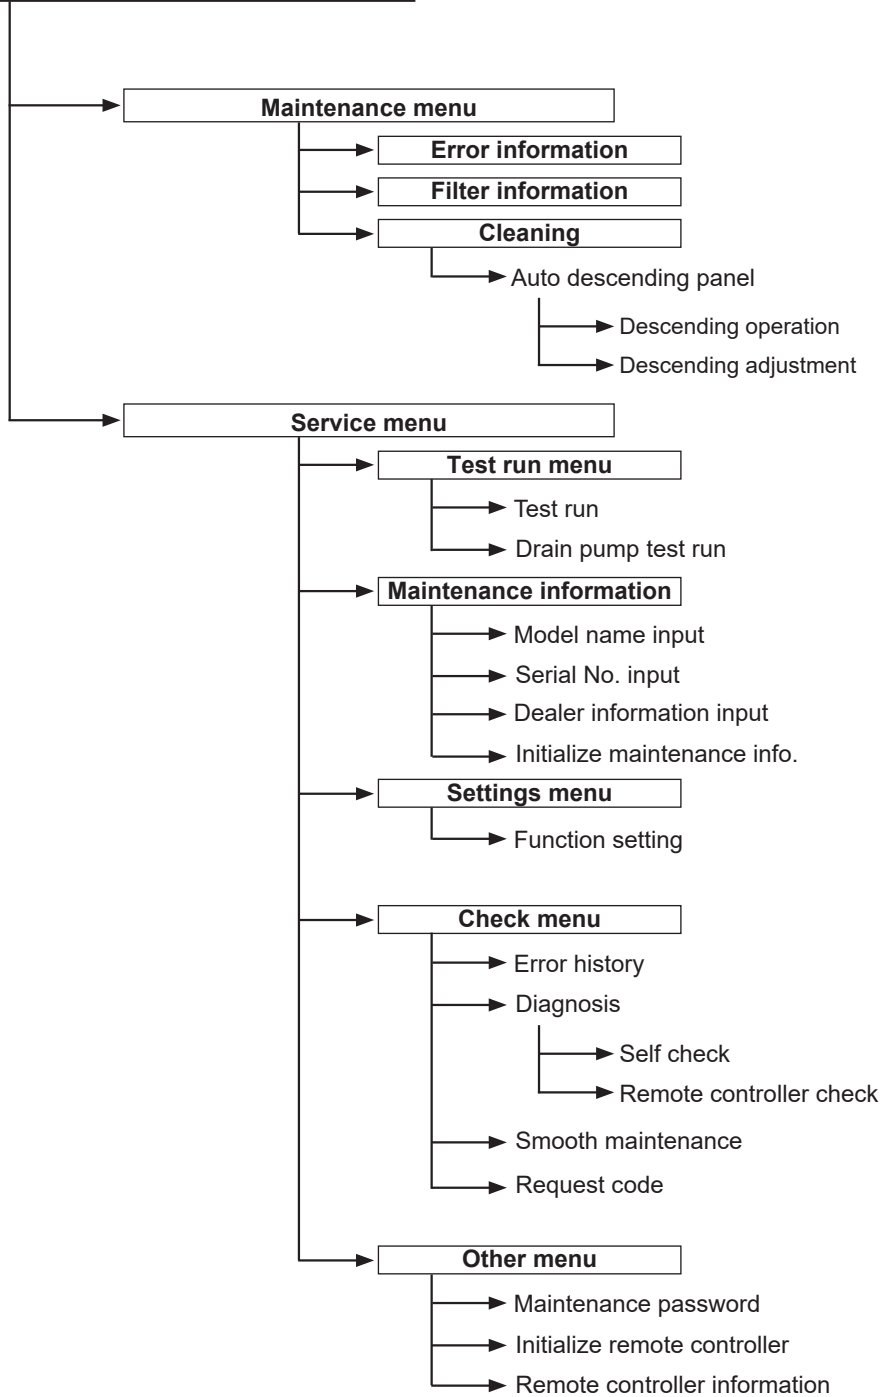 Maintenance menu
Error information
Filter information
Cleaning
Auto descending panel
Descending operation
Descending adjustment
Service menu
Test run menu
Test run
Drain pump test run
Maintenance information
Model name input
Serial No. input
Dealer information input
Initialize maintenance info.
Settings menu
Function setting
Check menu
Error history
Diagnosis
Self check
Remote controller check
Smooth maintenance
Request code
Other menu
Maintenance password
Initialize remote controller
Remote controller information